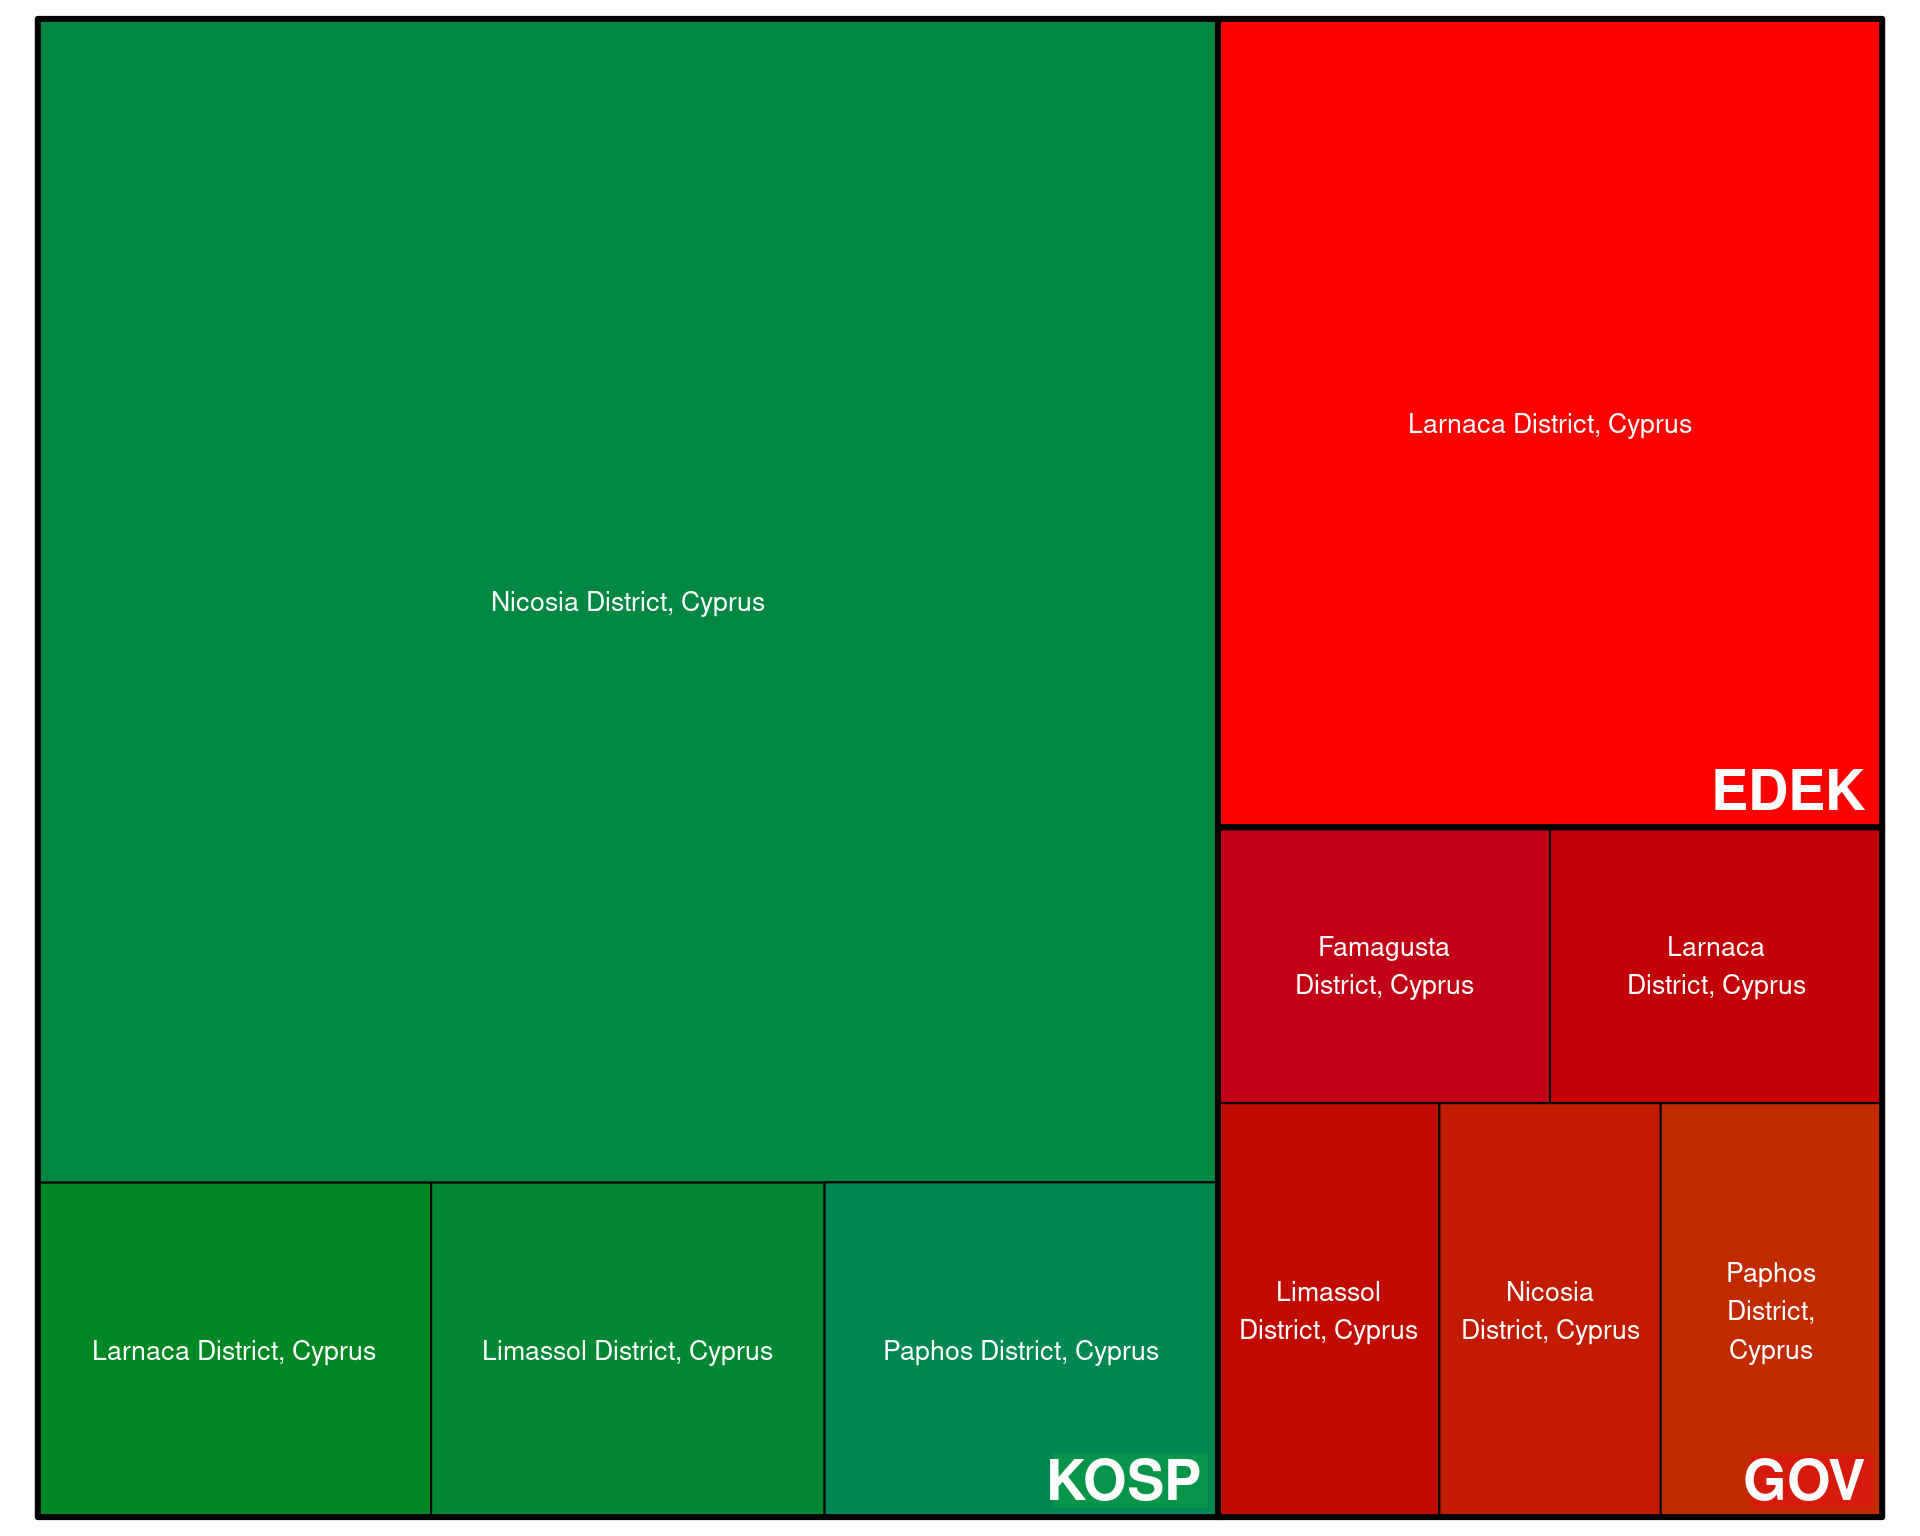 Nicosia District, Cyprus
Larnaca District, Cyprus
Limassol District, Cyprus
Paphos District, Cyprus
KOSP
Larnaca District, Cyprus
EDEK
Famagusta
District, Cyprus
Larnaca
District, Cyprus
Limassol
District, Cyprus
Nicosia
District, Cyprus
Paphos
District,
Cyprus
GOV